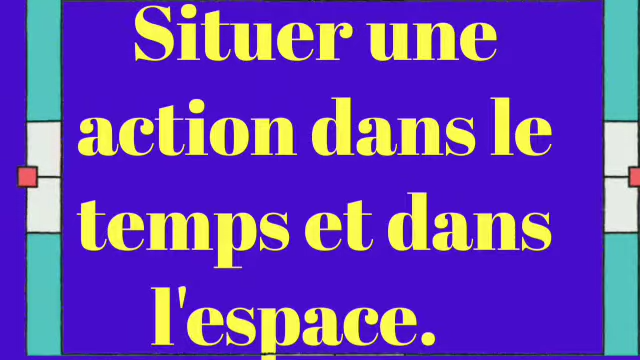 Situer une
action dans le
temps et dans
l'espace.